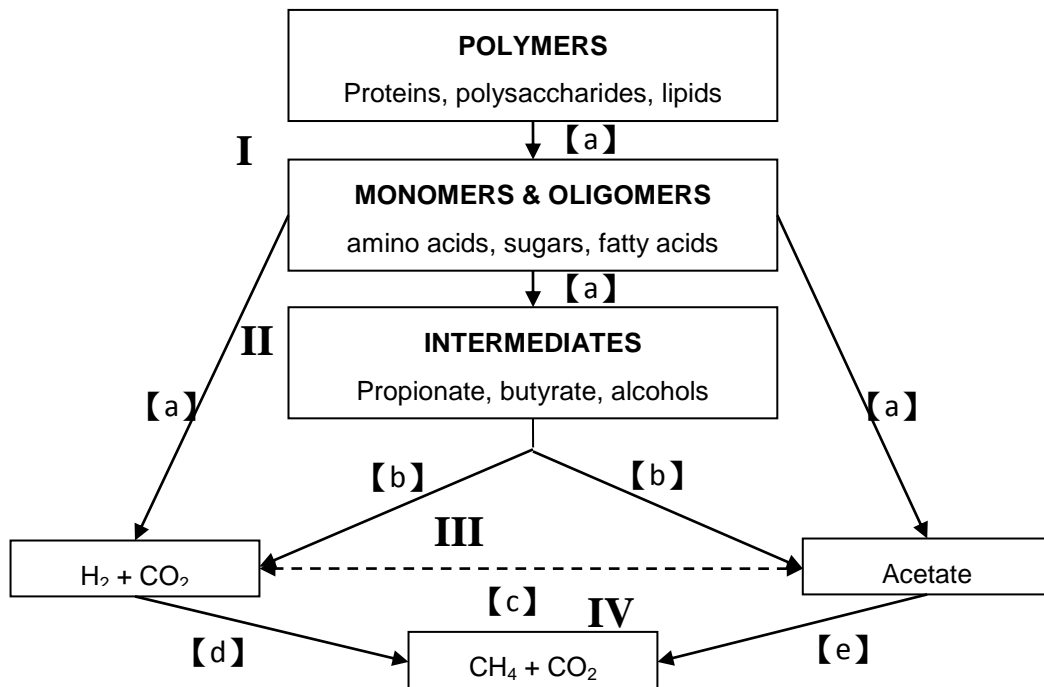 POLYMERS
Proteins, polysaccharides, lipids
I
【a】
MONOMERS & OLIGOMERS
amino acids, sugars, fatty acids
【a】
II
INTERMEDIATES
Propionate, butyrate, alcohols
【a】
【a】
【b】
【b】
III
H₂ + CO₂
Acetate
【c】
IV
【d】
CH₄ + CO₂
【e】